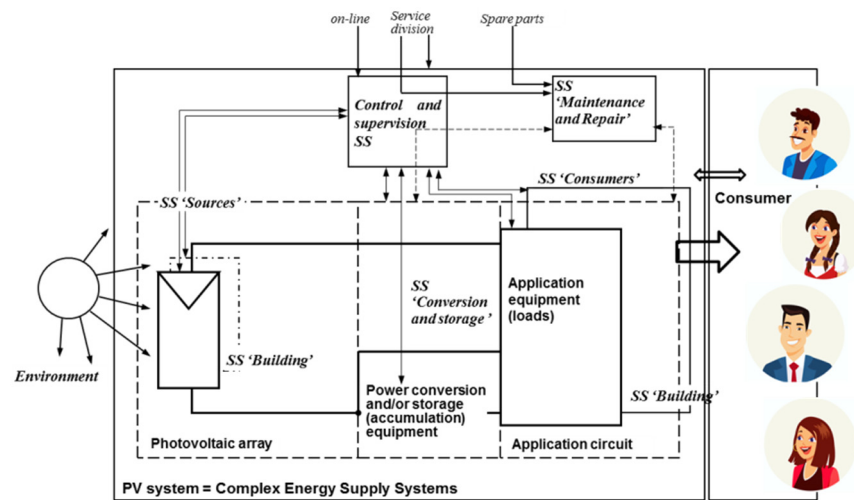 on-line
Service
division
Spare parts
Control and
supervision
SS
SS
'Maintenance
and Repair'
SS 'Consumers'
Consumer
SS 'Sources'
Application
equipment
(loads)
SS
'Conversion
and storage'
SS 'Building'
Environment
Power conversion
and/or storage
(accumulation)
equipment
SS 'Building'
Photovoltaic array
Application circuit
PV system = Complex Energy Supply Systems